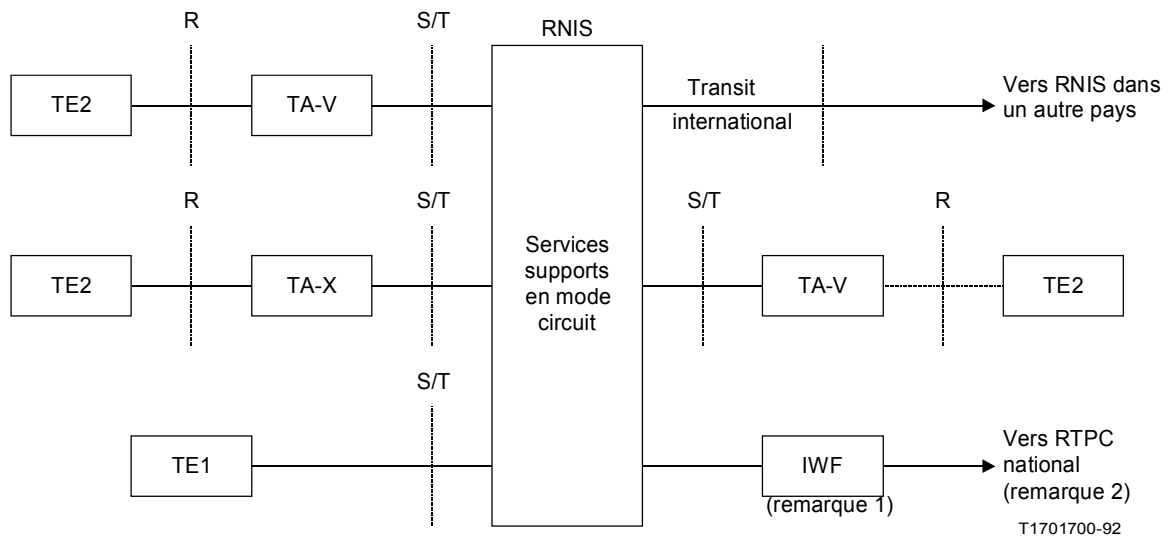 R
S/T
RNIS
TE2
TA-V
Transit
international
Vers RNIS dans
un autre pays
R
S/T
S/T
R
TE2
TA-X
Services
supports
en mode
circuit
TA-V
TE2
S/T
TE1
IWF
(remarque 1)
Vers RTPC
national
(remarque 2)
T1701700-92